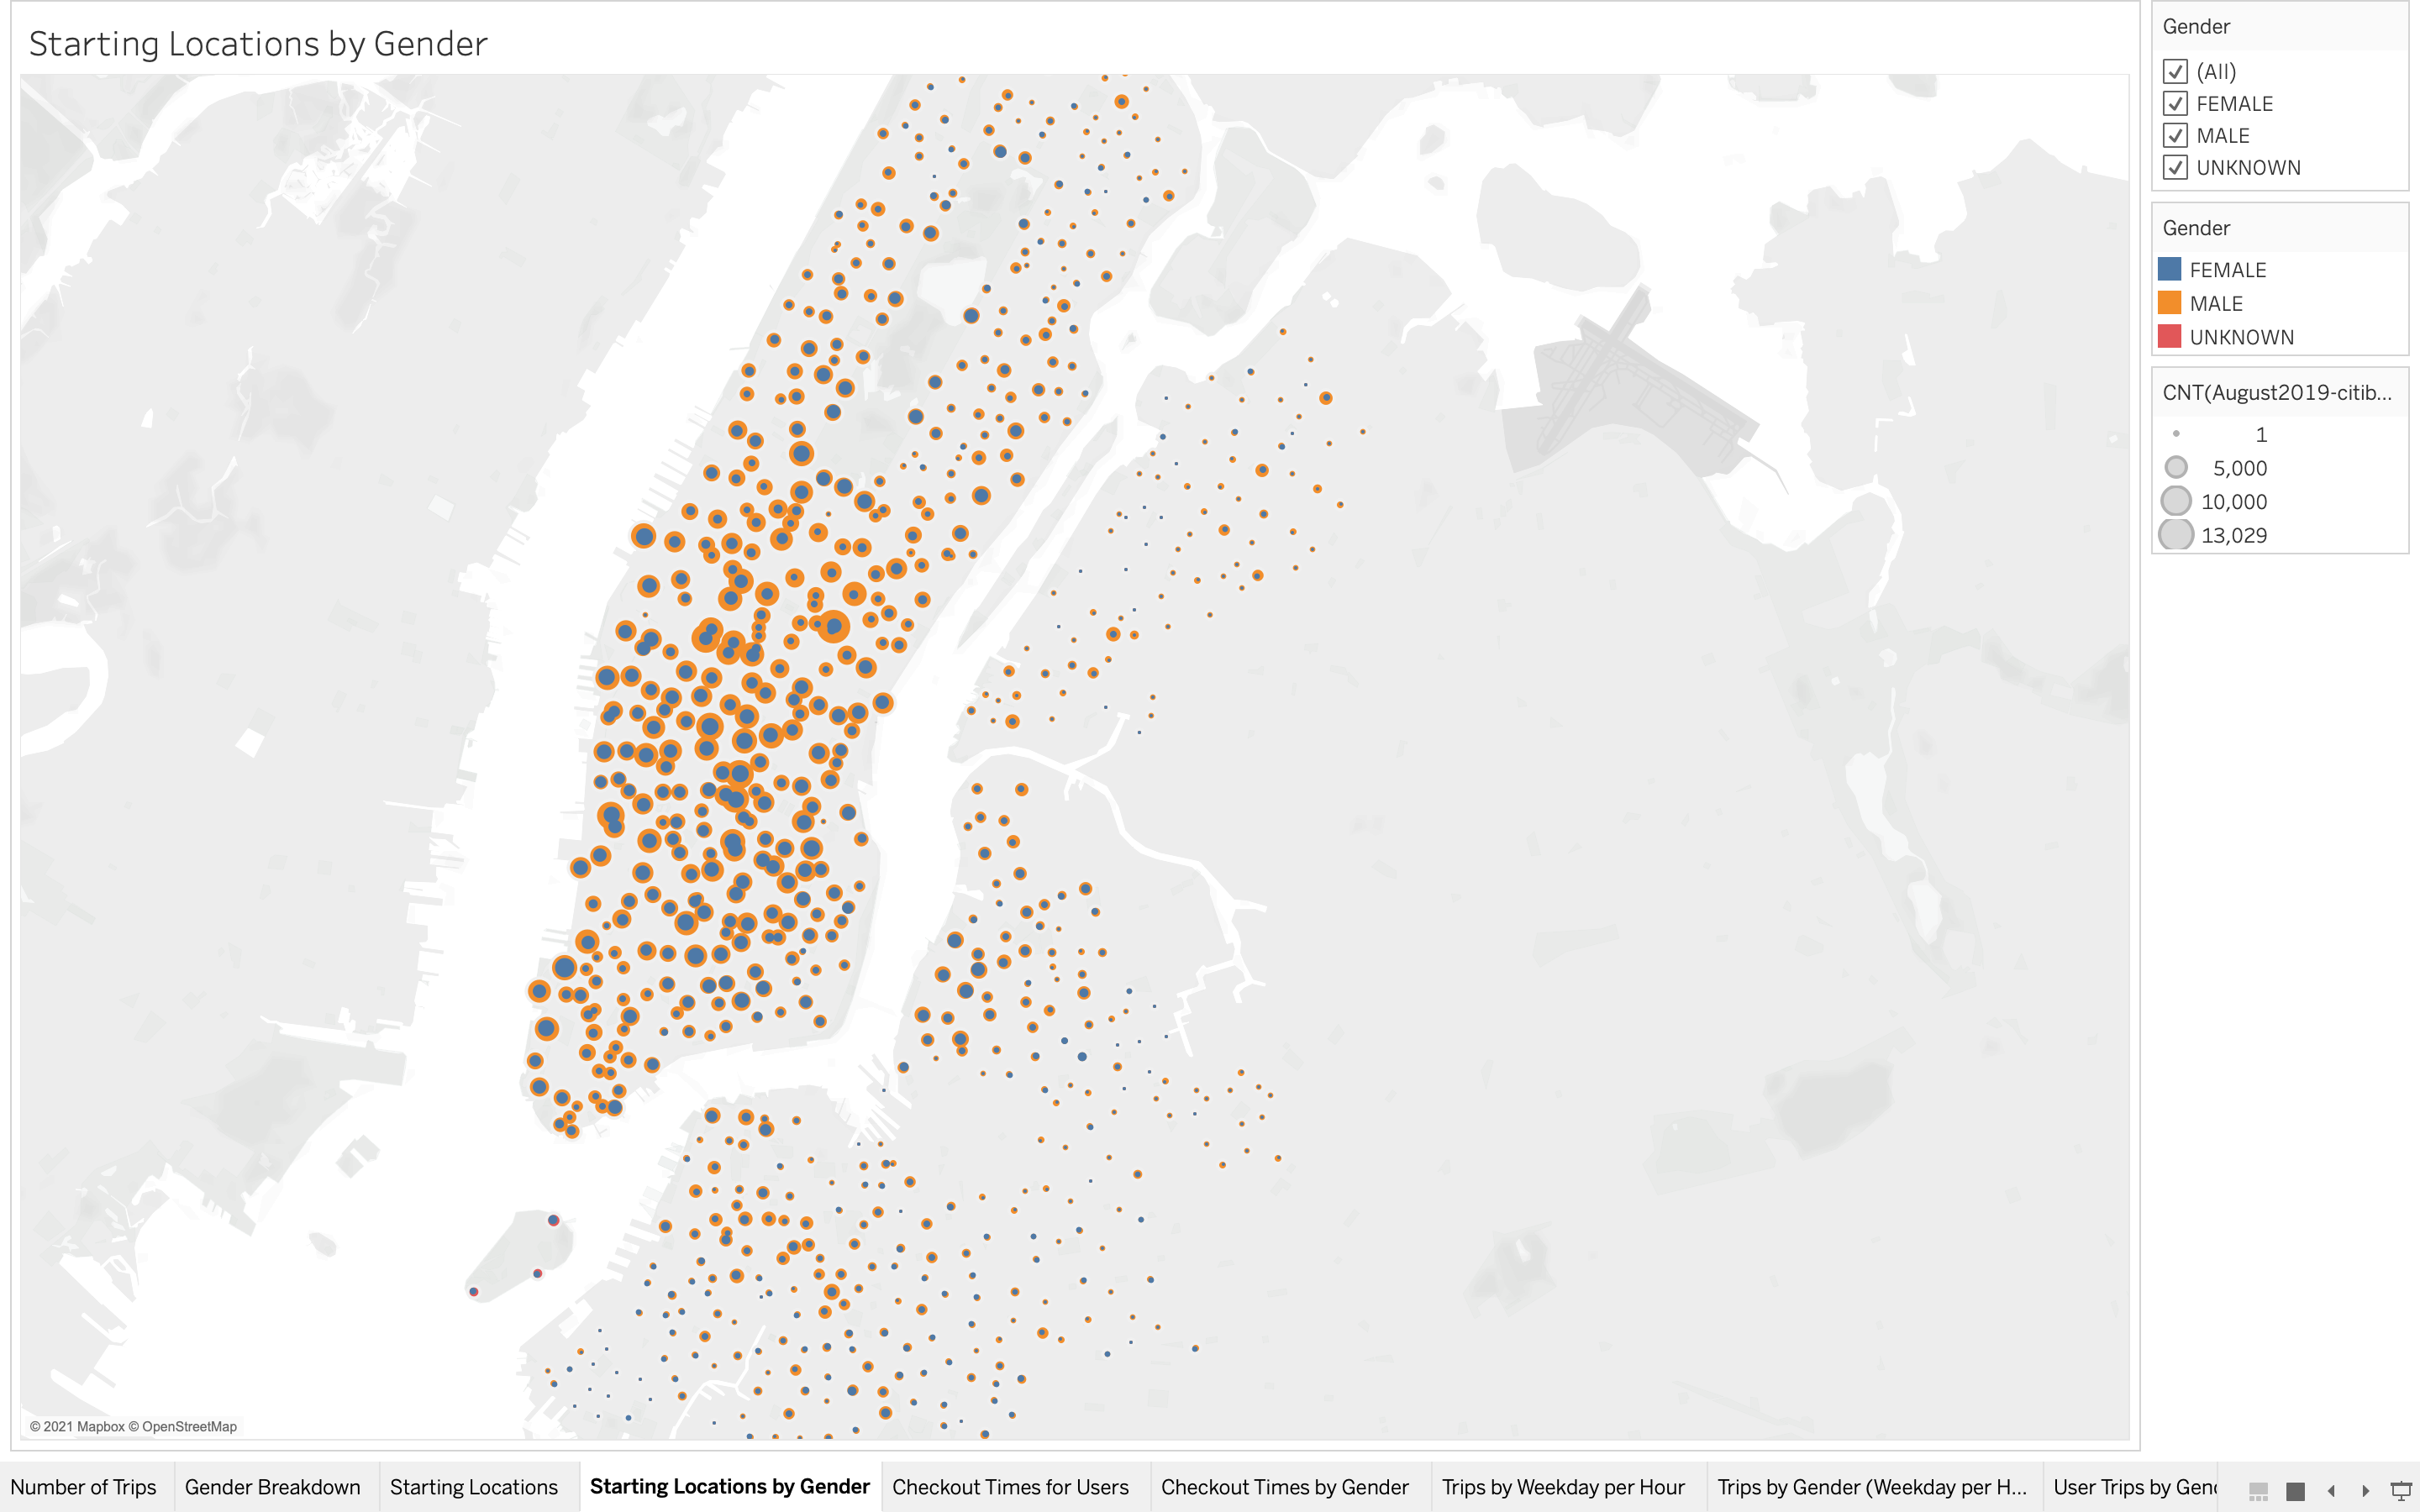 Starting Locations by Gender
Gender
(All)
FEMALE
MALE
UNKNOWN
Gender
FEMALE
MALE
UNKNOWN
CNT(August2019-citib...
1
5,000
10,000
13,029
© 2021 Mapbox © OpenStreetMap
Number of Trips
Gender Breakdown
Starting Locations
Starting Locations by Gender
Checkout Times for Users
Checkout Times by Gender
Trips by Weekday per Hour
Trips by Gender (Weekday per H...
User Trips by Gen